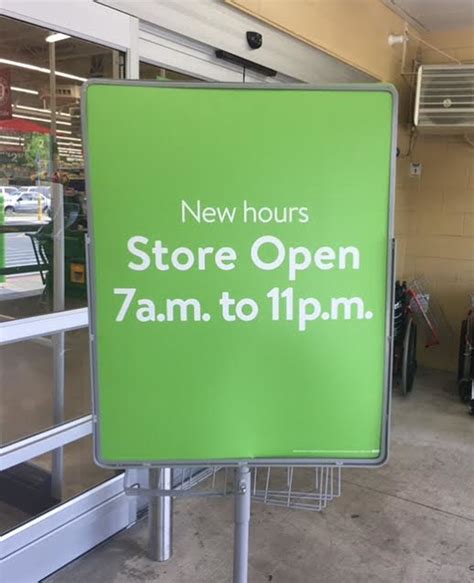 New hours
Store Open
7a.m. to 11p.m.